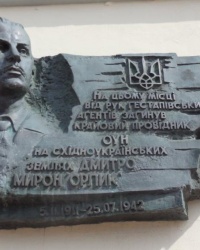 НА ЦЬОМУ МІСЦІ
ВІД РУК ГЕСТАПІВСЬКИХ
АГЕНТІВ ЗАГИНУВ
КРАЙОВИЙ ПРОВІДНИК
ОУН
НА СХІДНОУКРАЇНСЬКИХ
ЗЕМЛЯХ ДМИТРО
МИРОН "ОРЛИК"
25.07.1942